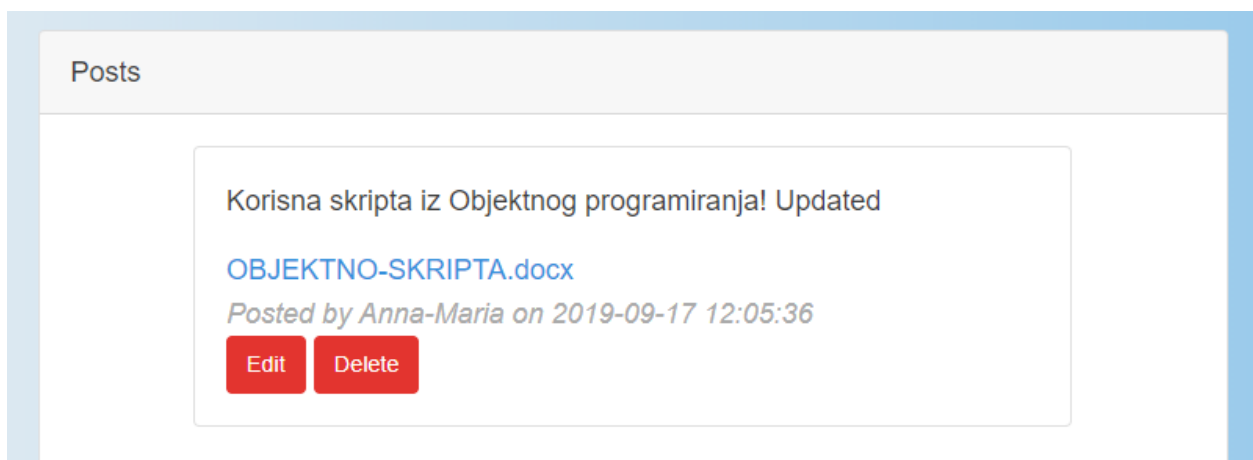 Posts
Korisna skripta iz Objektnog programiranja! Updated
OBJEKTNO-SKRIPTA.docx
Posted by Anna-Maria on 2019-09-17 12:05:36
Edit Delete